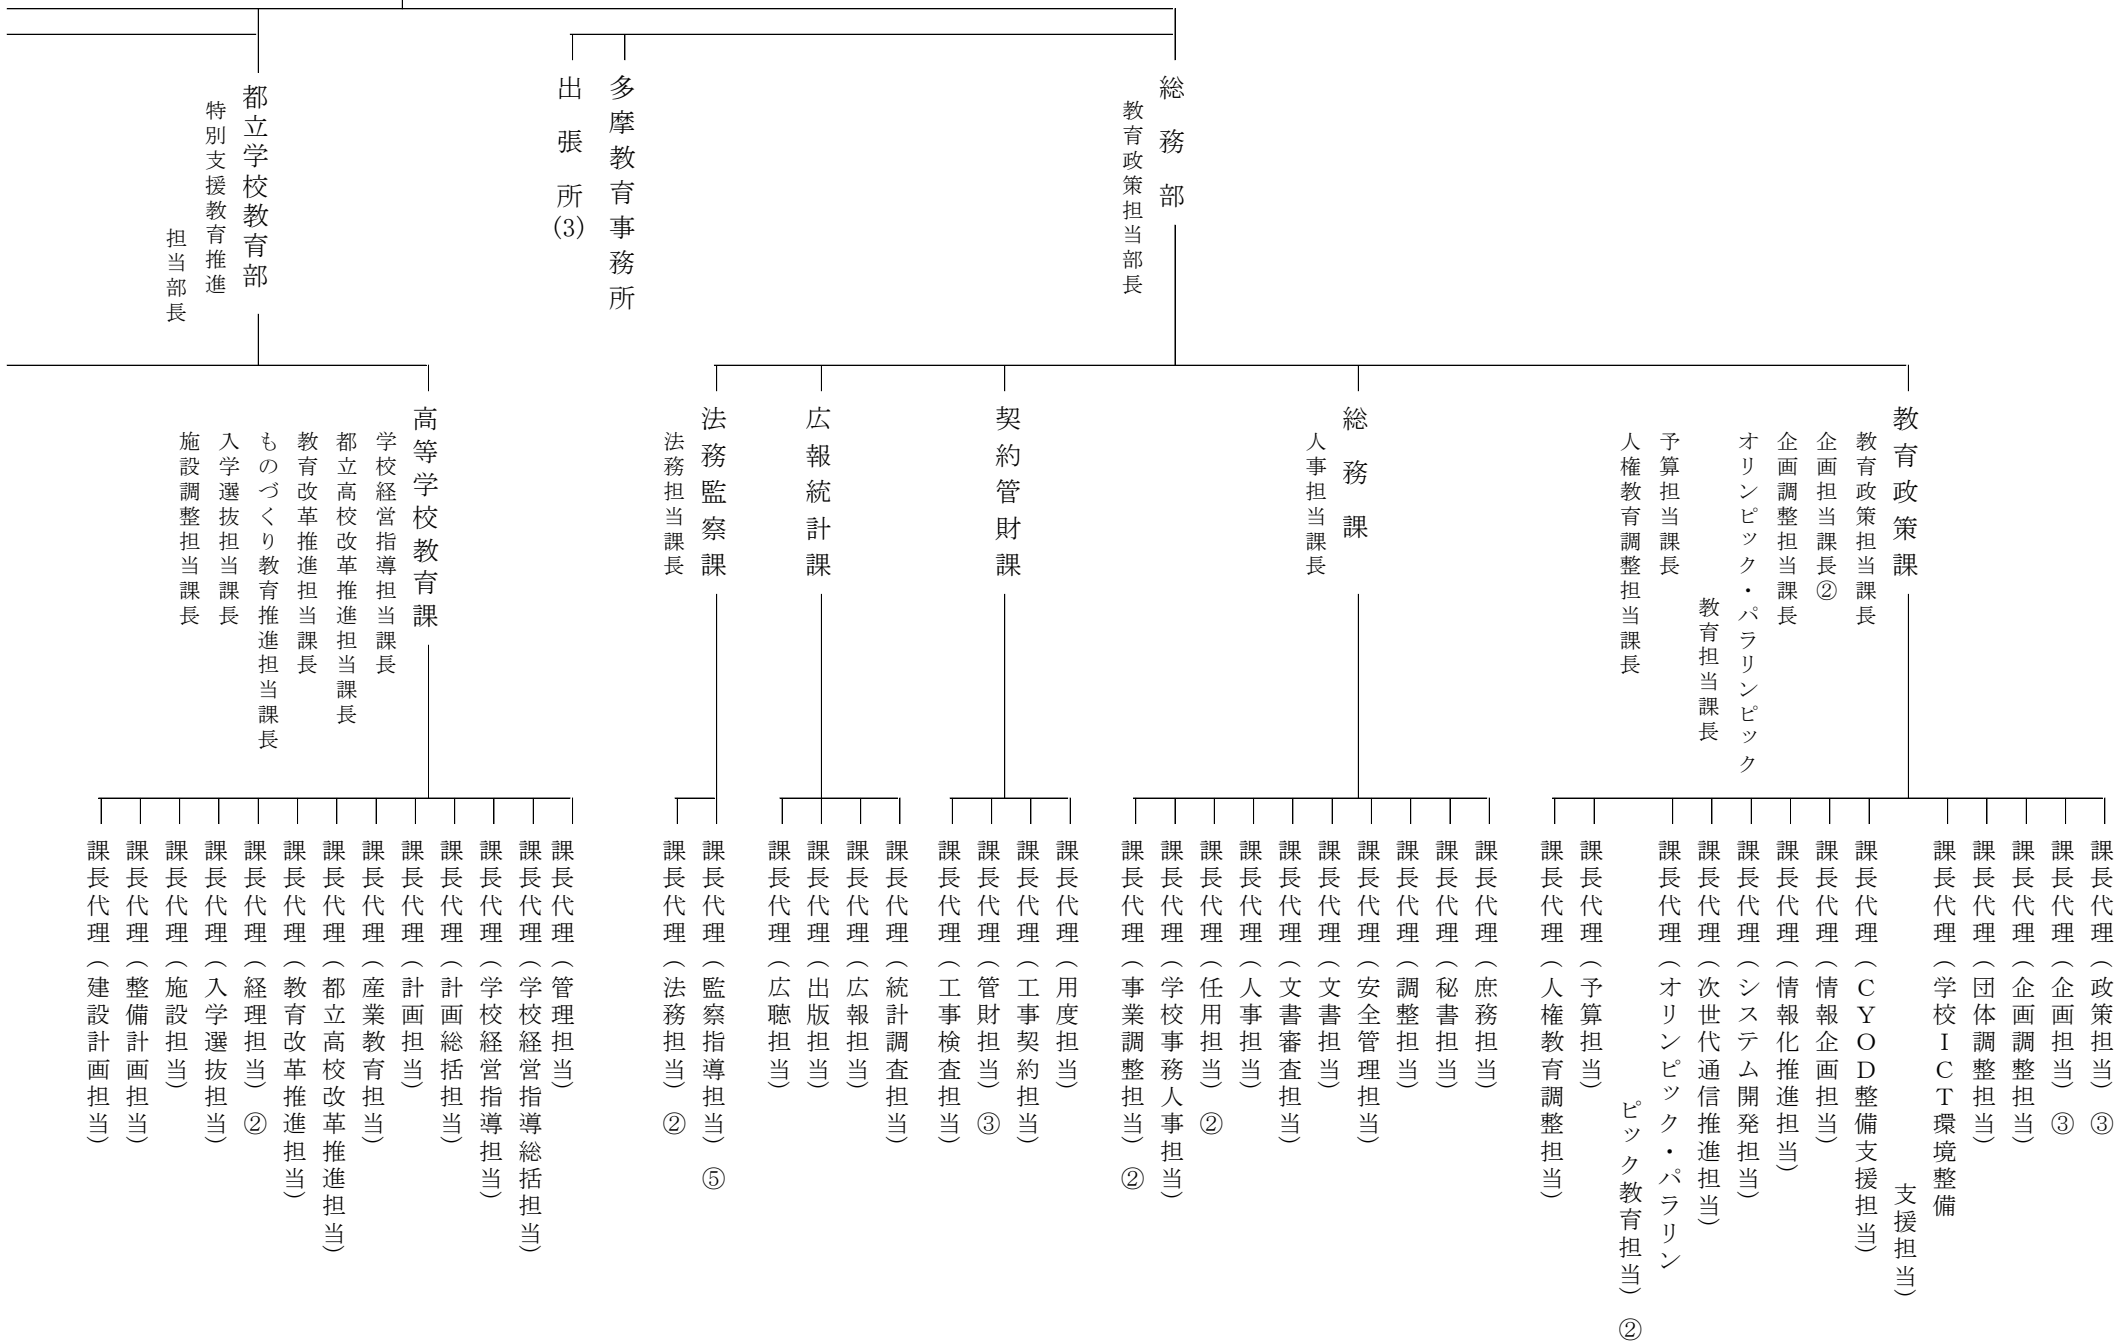 総務部
教育政策担当部長
多摩教育事務所
出張所(3)
都立学校教育部
特別支援教育推進
担当部長
教育政策課
教育政策担当課長
企画担当課長②
企画調整担当課長
オリンピック・パラリンピック
教育担当課長
予算担当課長
人権教育調整担当課長
総務課
人事担当課長
契約管財課
広報統計課
法務監察課
法務担当課長
高等学校教育課
学校経営指導担当課長
都立高校改革推進担当課長
教育改革推進担当課長
ものづくり教育推進担当課長
入学選抜担当課長
施設調整担当課長
課長代理(政策担当)③
課長代理(企画担当)③
課長代理(企画調整担当)
課長代理(団体調整担当)
課長代理(学校ICT環境整備
支援担当)
課長代理(CYOD整備支援担当)
課長代理(情報企画担当)
課長代理(情報化推進担当)
課長代理(システム開発担当)
課長代理(次世代通信推進担当)
課長代理(オリンピック・パラリン
ピック教育担当)②
課長代理(予算担当)
課長代理(人権教育調整担当)
課長代理(庶務担当)
課長代理(秘書担当)
課長代理(調整担当)
課長代理(安全管理担当)
課長代理(文書担当)
課長代理(文書審査担当)
課長代理(人事担当)
課長代理(任用担当)②
課長代理(学校事務人事担当)
課長代理(事業調整担当)②
課長代理(用度担当)
課長代理(工事契約担当)
課長代理(管財担当)③
課長代理(工事検査担当)
課長代理(統計調査担当)
課長代理(広報担当)
課長代理(出版担当)
課長代理(広聴担当)
課長代理(監察指導担当)⑤
課長代理(法務担当)②
課長代理(管理担当)
課長代理(学校経営指導総括担当)
課長代理(学校経営指導担当)
課長代理(計画総括担当)
課長代理(計画担当)
課長代理(産業教育担当)
課長代理(都立高校改革推進担当)
課長代理(教育改革推進担当)
課長代理(経理担当)②
課長代理(入学選抜担当)
課長代理(施設担当)
課長代理(整備計画担当)
課長代理(建設計画担当)